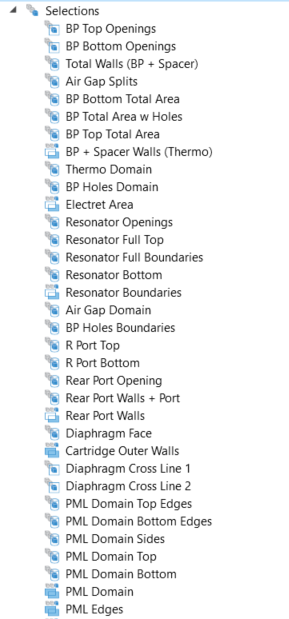 Selections
BP Top Openings
BP Bottom Openings
Total Walls (BP + Spacer)
Air Gap Splits
BP Bottom Total Area
BP Total Area w Holes
BP Top Total Area
BP + Spacer Walls (Thermo)
Thermo Domain
BP Holes Domain
Electret Area
Resonator Openings
Resonator Full Top
Resonator Full Boundaries
Resonator Bottom
Resonator Boundaries
Air Gap Domain
BP Holes Boundaries
R Port Top
R Port Bottom
Rear Port Opening
Rear Port Walls + Port
Rear Port Walls
Diaphragm Face
Cartridge Outer Walls
Diaphragm Cross Line 1
Diaphragm Cross Line 2
PML Domain Top Edges
PML Domain Bottom Edges
PML Domain Sides
PML Domain Top
PML Domain Bottom
PML Domain
PML Edges